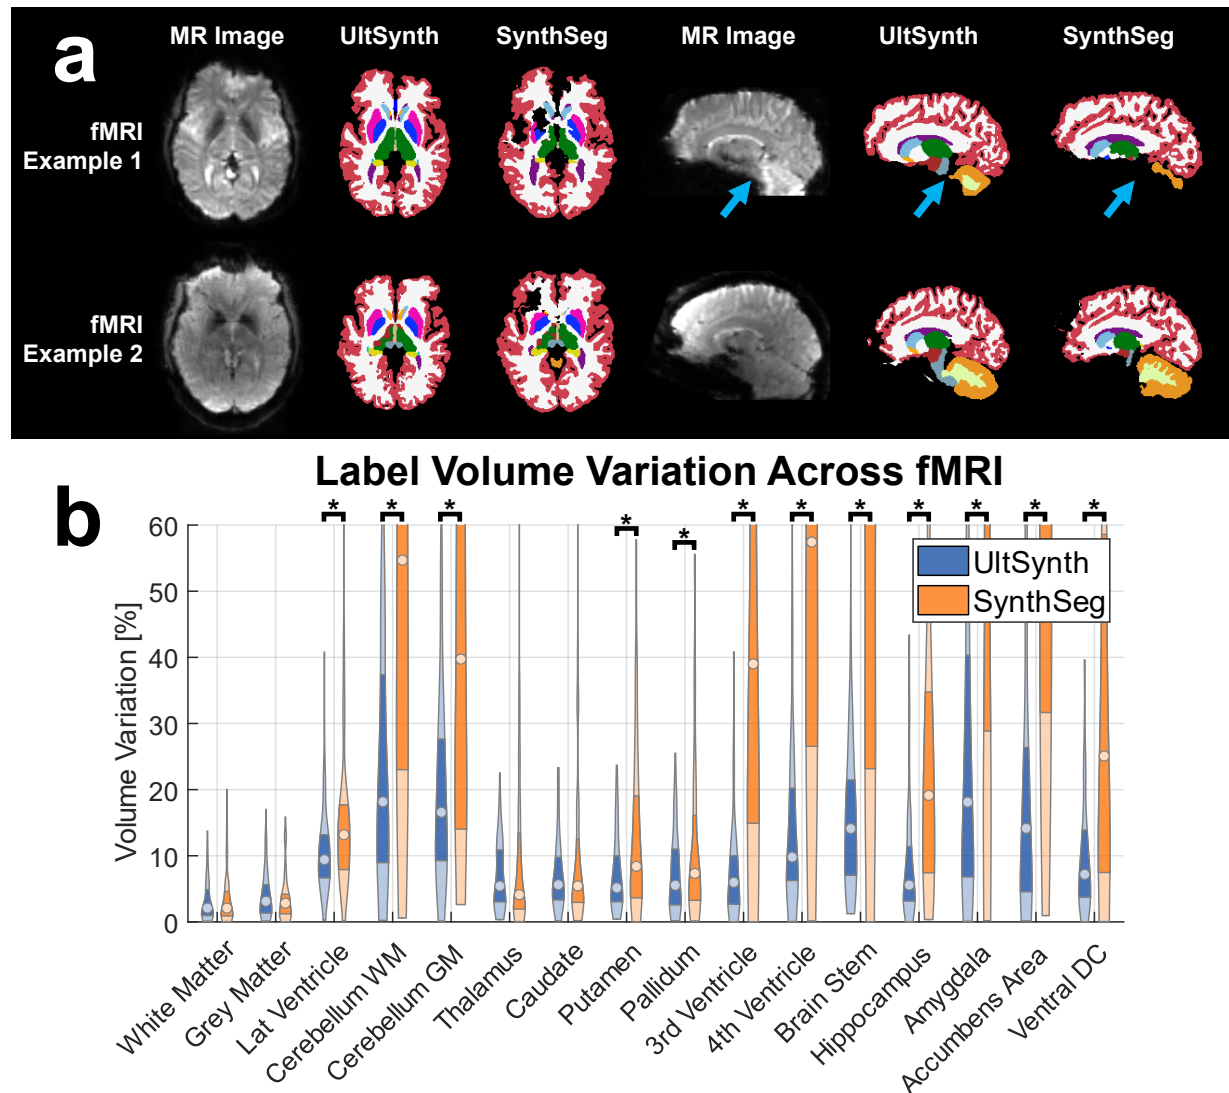 a
MR Image UltSynth SynthSeg MR Image UltSynth SynthSeg
fMRI
Example 1
fMRI
Example 2
b
Label Volume Variation Across fMRI
* * * * * * * * * * * *
UltSynth
SynthSeg
Volume Variation [%]
60
50
40
30
20
10
0
White Matter
Grey Matter
Lat Ventricle
Cerebellum WM
Cerebellum GM
Thalamus
Caudate
Putamen
Pallidum
3rd Ventricle
4th Ventricle
Brain Stem
Hippocampus
Amygdala
Accumbens Area
Ventral DC